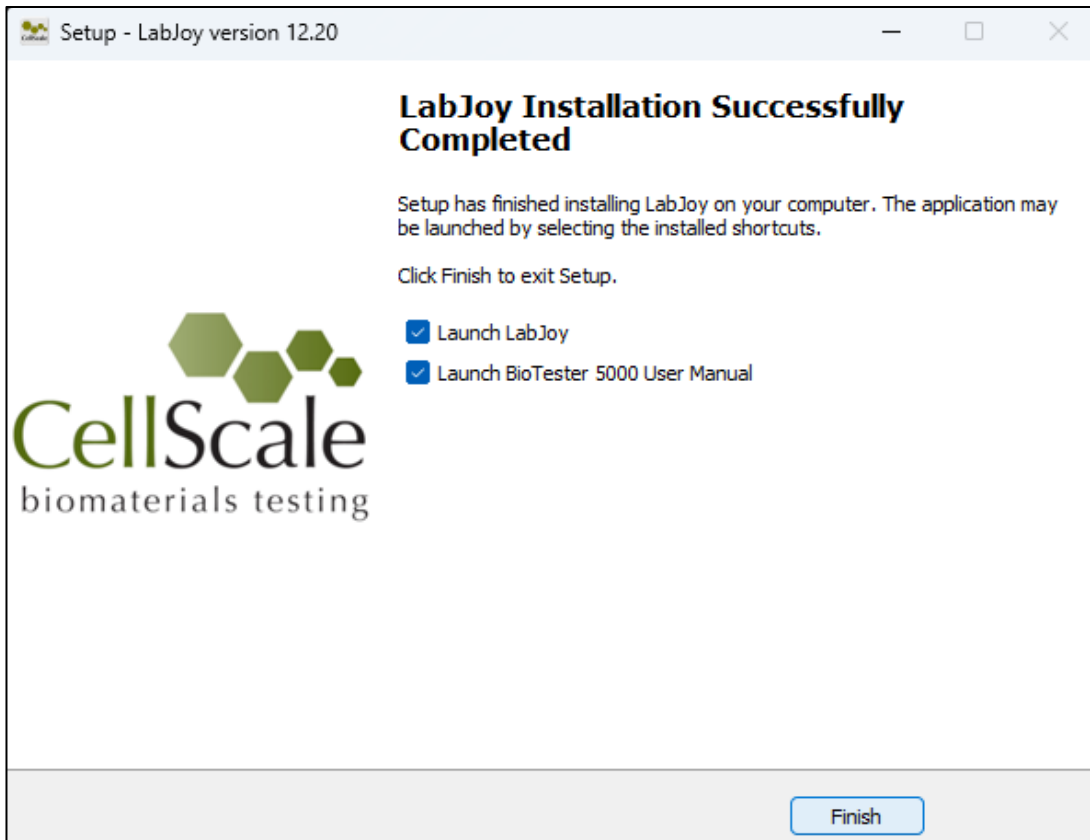 Setup - LabJoy version 12.20
LabJoy Installation Successfully
Completed
Setup has finished installing LabJoy on your computer. The application may
be launched by selecting the installed shortcuts.
Click Finish to exit Setup.
Launch LabJoy
Launch BioTester 5000 User Manual
CellScale
biomaterials testing
Finish